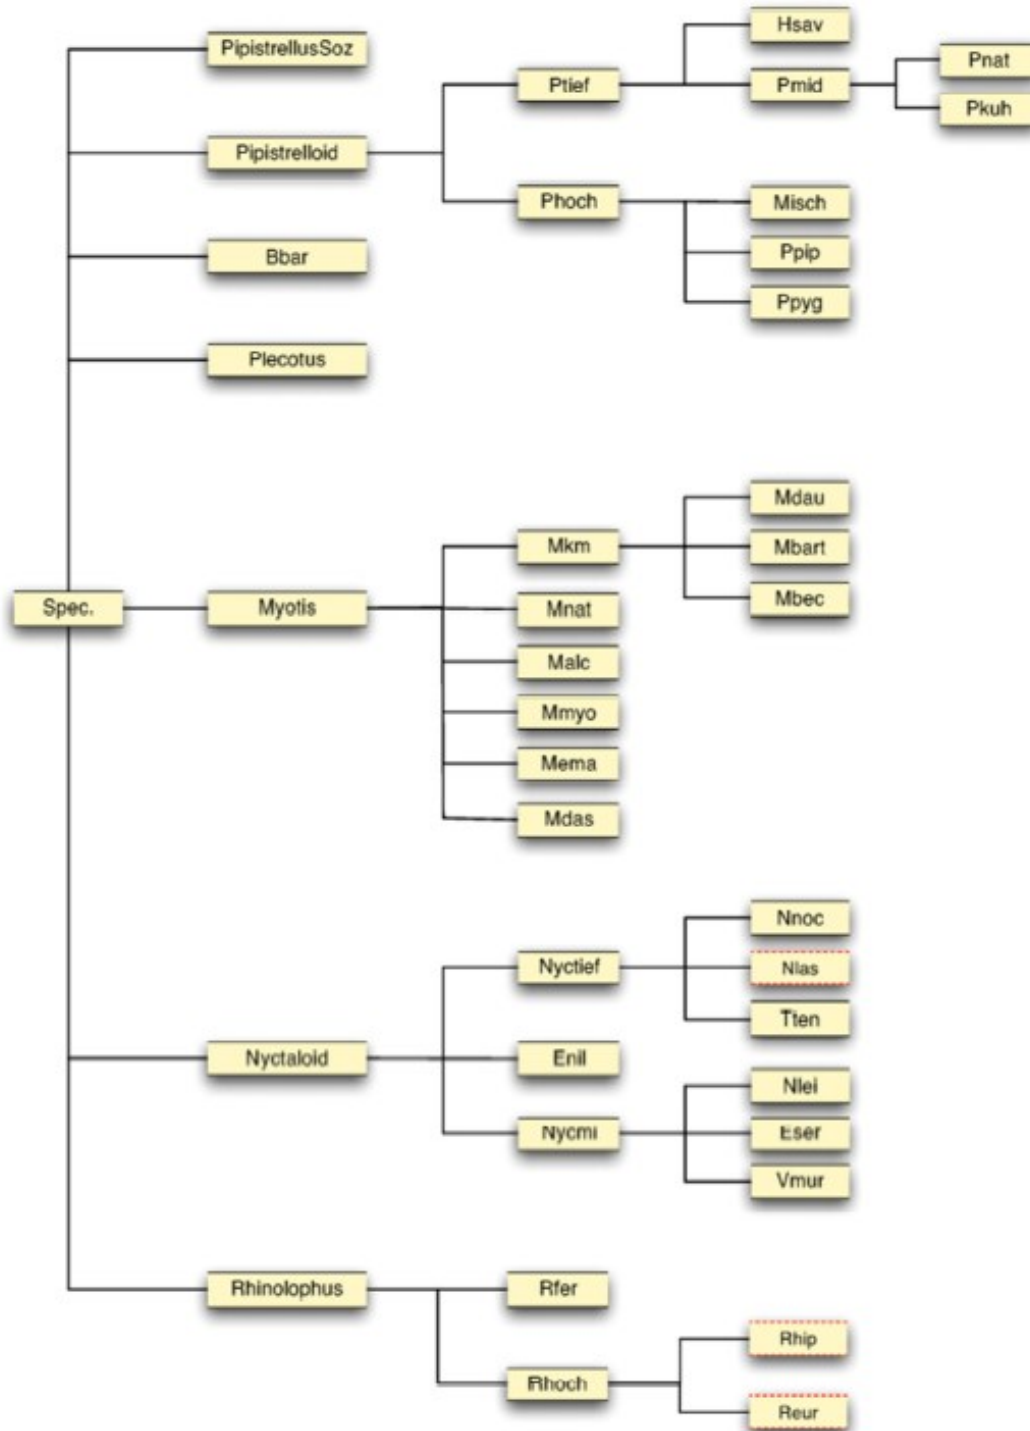 Hsav
PipistrellusSoz
Pnat
Ptief
Pmid
Pkuh
Pipistrelloid
Phoch
Misch
Ppip
Bbar
Ppyg
Plecotus
Mdau
Mkm
Mbart
Mbec
Spec.
Myotis
Mnat
Malc
Mmyo
Mema
Mdas
Nnoc
Nyctief
Nlas
Tten
Nyctaloid
Enil
Nlei
Nycmi
Eser
Vmur
Rhinolophus
Rfer
Rhip
Rhoch
Reur